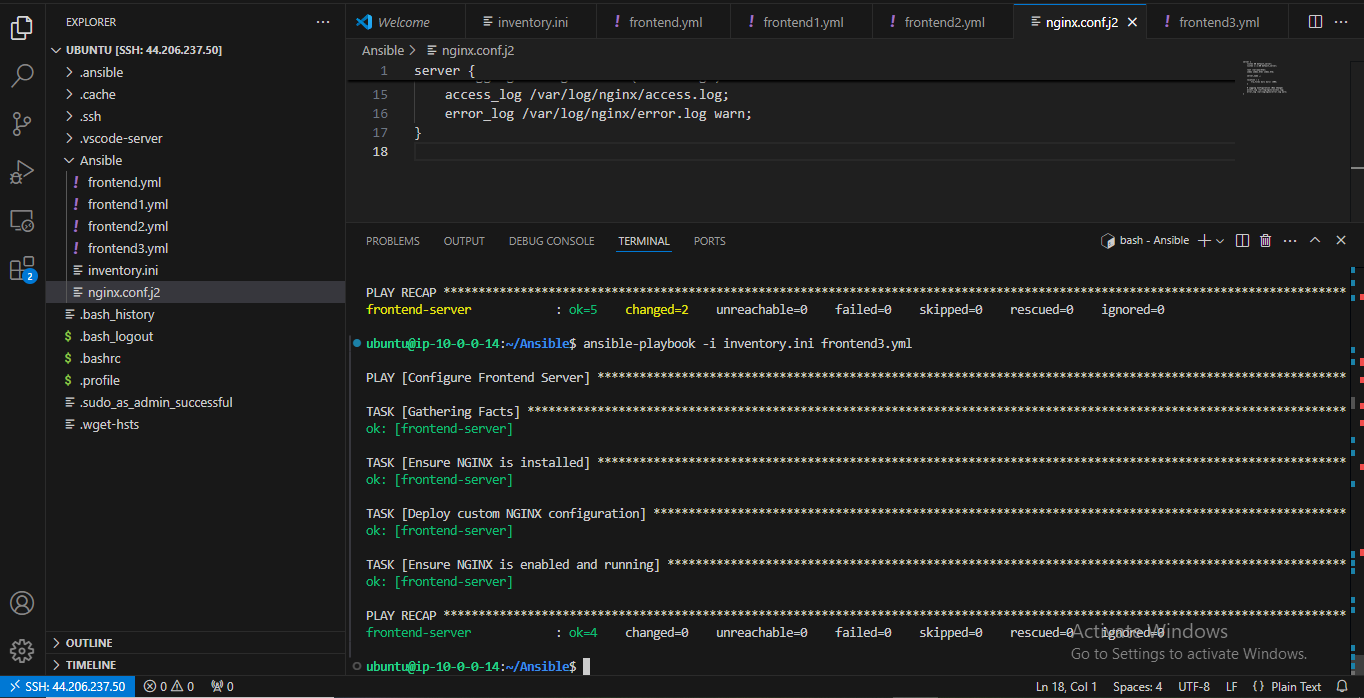 EXPLORER
UBUNTU [SSH: 44.206.237.50]
.ansible
.cache
.ssh
.vscode-server
Ansible
frontend.yml
frontend1.yml
frontend2.yml
frontend3.yml
inventory.ini
nginx.conf.j2
.bash_history
$ .bash_logout
$ .bashrc
$ .profile
.sudo_as_admin_successful
.wget-hsts
OUTLINE
TIMELINE
2
Welcome
inventory.ini
! frontend.yml
! frontend1.yml
! frontend2.yml
nginx.conf.j2
! frontend3.yml
Ansible > nginx.conf.j2
1 server {
15 access_log /var/log/nginx/access.log;
16 error_log /var/log/nginx/error.log warn;
17 }
18
PROBLEMS OUTPUT DEBUG CONSOLE TERMINAL PORTS
bash - Ansible
PLAY RECAP ***
frontend-server : ok=5 changed=2 unreachable=0 failed=0 skipped=0 rescued=0 ignored=0
ubuntu@ip-10-0-0-14:~/Ansible$ ansible-playbook -i inventory.ini frontend3.yml
PLAY [Configure Frontend Server] ***
TASK [Gathering Facts] ***
ok: [frontend-server]
TASK [Ensure NGINX is installed] ***
ok: [frontend-server]
TASK [Deploy custom NGINX configuration] ***
ok: [frontend-server]
TASK [Ensure NGINX is enabled and running] ***
ok: [frontend-server]
PLAY RECAP ***
frontend-server : ok=4 changed=0 unreachable=0 failed=0 skipped=0 rescued=0 ignored=0
ubuntu@ip-10-0-0-14:~/Ansible$
Activate Windows
Go to Settings to activate Windows.
SSH: 44.206.237.50 0 0 0 Ln 18, Col 1 Spaces: 4 UTF-8 LF {} Plain Text